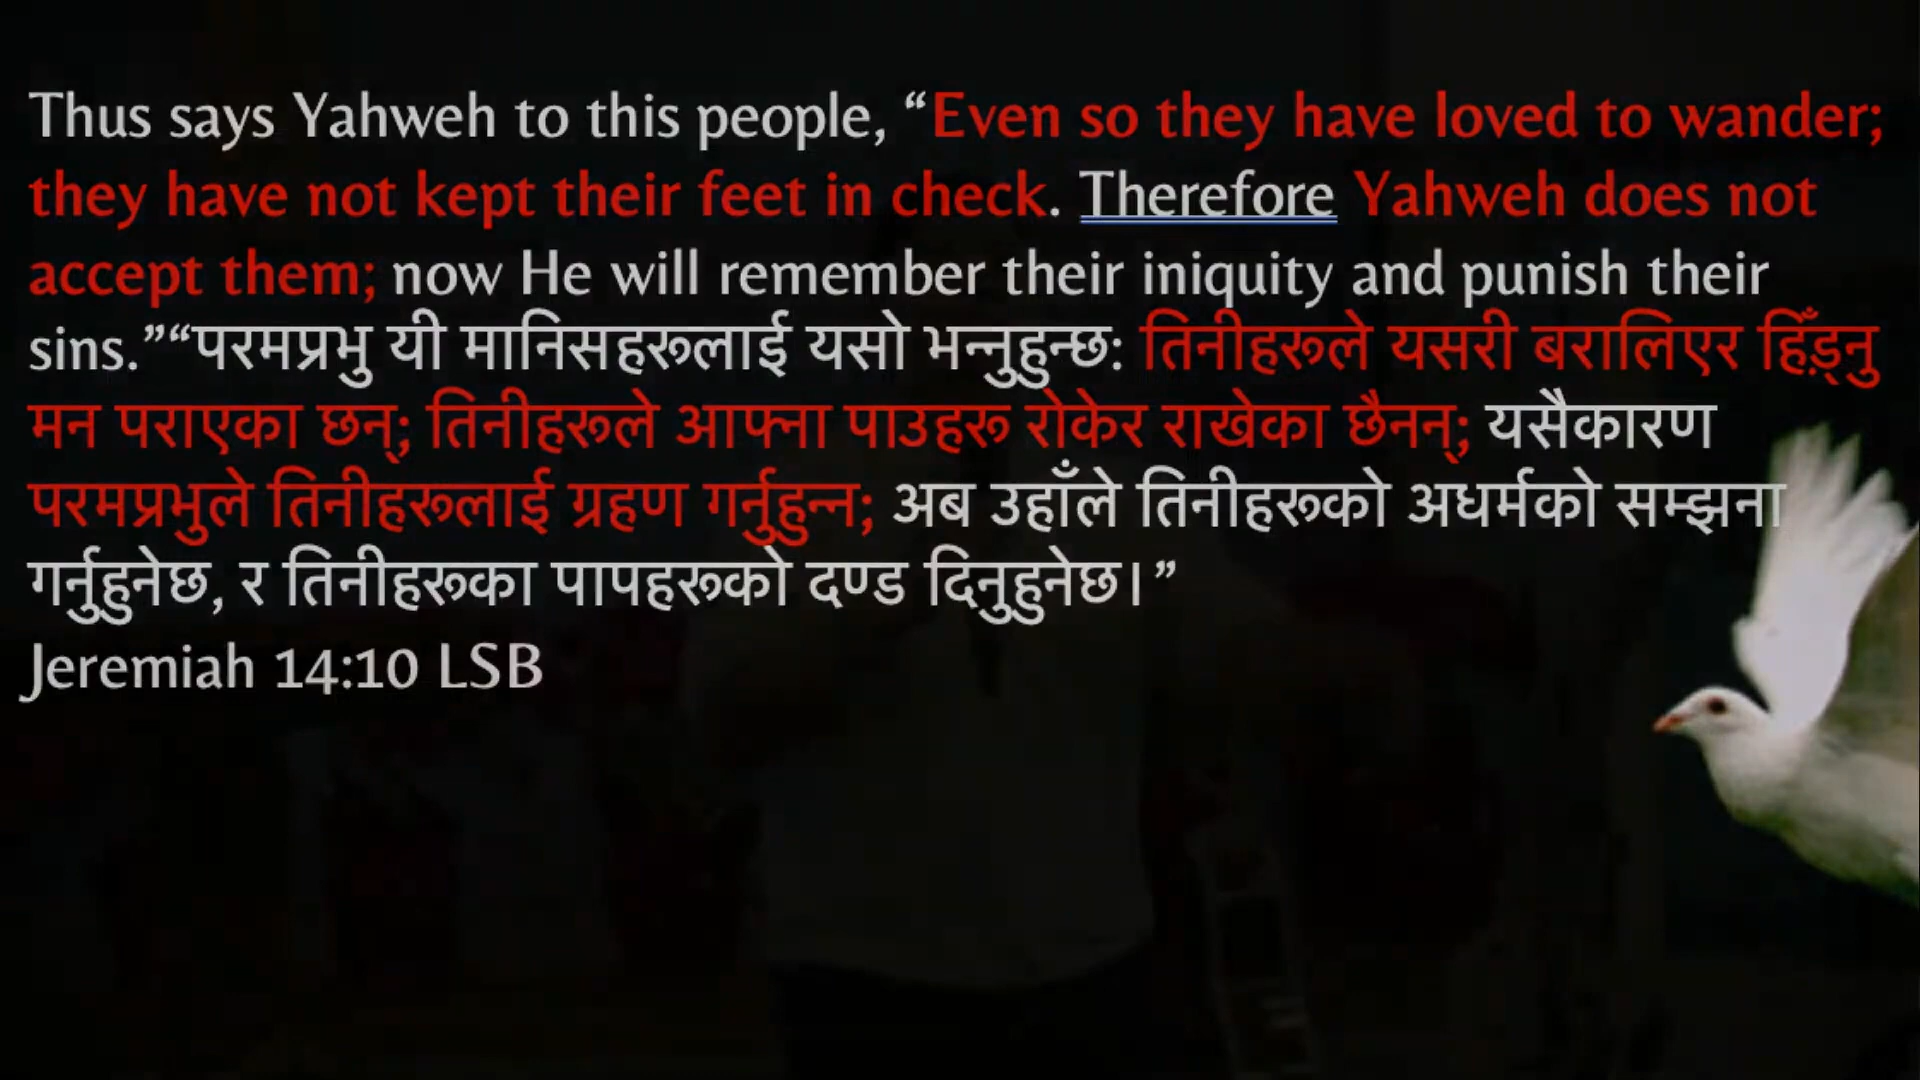 Thus says Yahweh to this people, “Even so they have loved to wander;
they have not kept their feet in check. Therefore Yahweh does not
accept them; now He will remember their iniquity and punish their
sins.”“परमप्रभु यी मानिसहरूलाई यसो भन्‍नुहुन्छ: तिनीहरूले यसरी बरालिएर हिँड़्नु
मन पराएका छन्; तिनीहरूले आफ्ना पाउहरू रोकेर राखेका छैनन्; यसैकारण
परमप्रभुले तिनीहरूलाई ग्रहण गर्नुहुन्‍न; अब उहाँले तिनीहरूको अधर्मको सम्झना
गर्नुहुनेछ, र तिनीहरूका पापहरूको दण्ड दिनुहुनेछ।”
Jeremiah 14:10 LSB